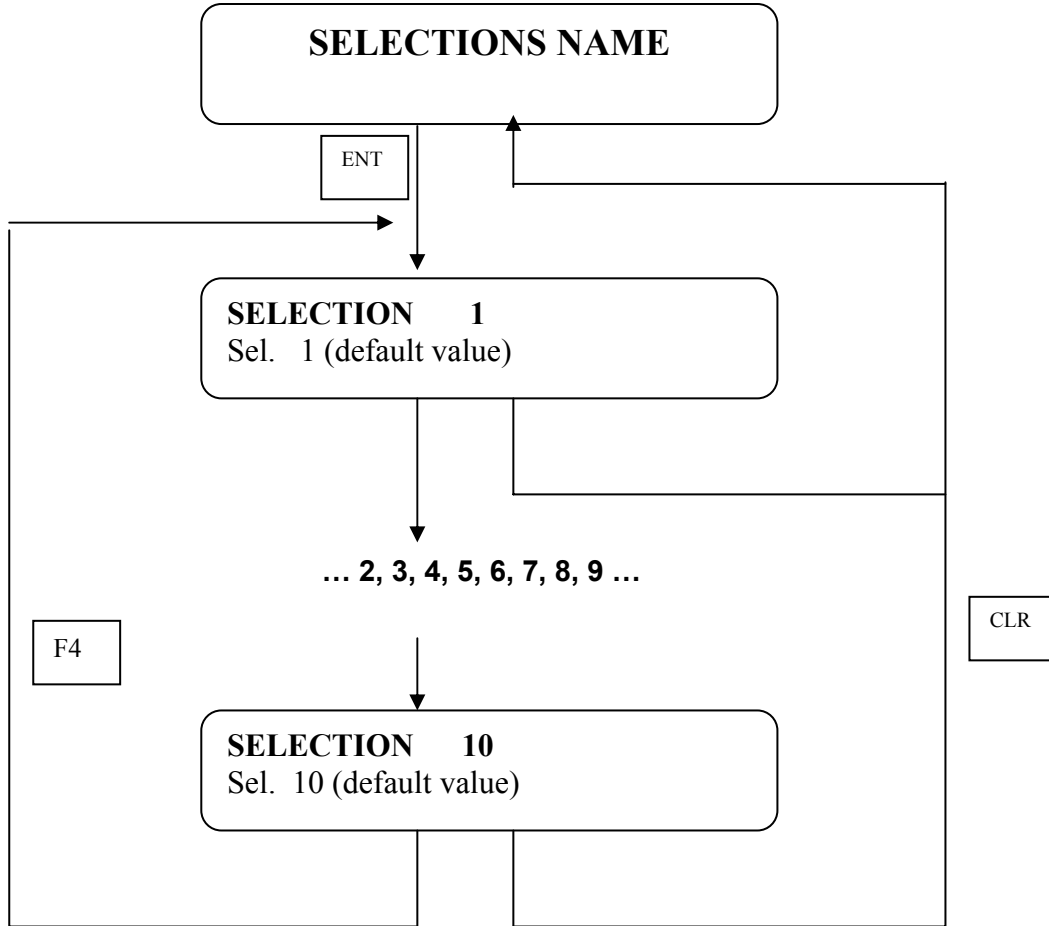 SELECTIONS NAME
ENT
SELECTION 1
Sel. 1 (default value)
… 2, 3, 4, 5, 6, 7, 8, 9 …
CLR
F4
SELECTION 10
Sel. 10 (default value)